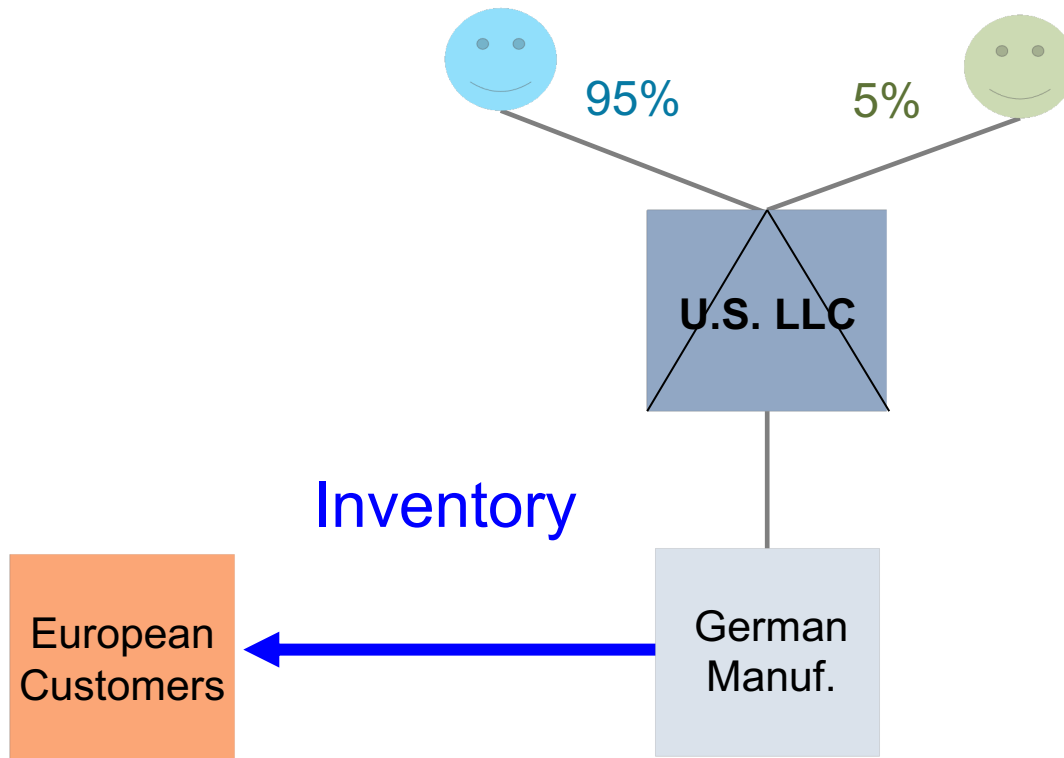 95%
5%
U.S. LLC
Inventory
European
Customers
German
Manuf.